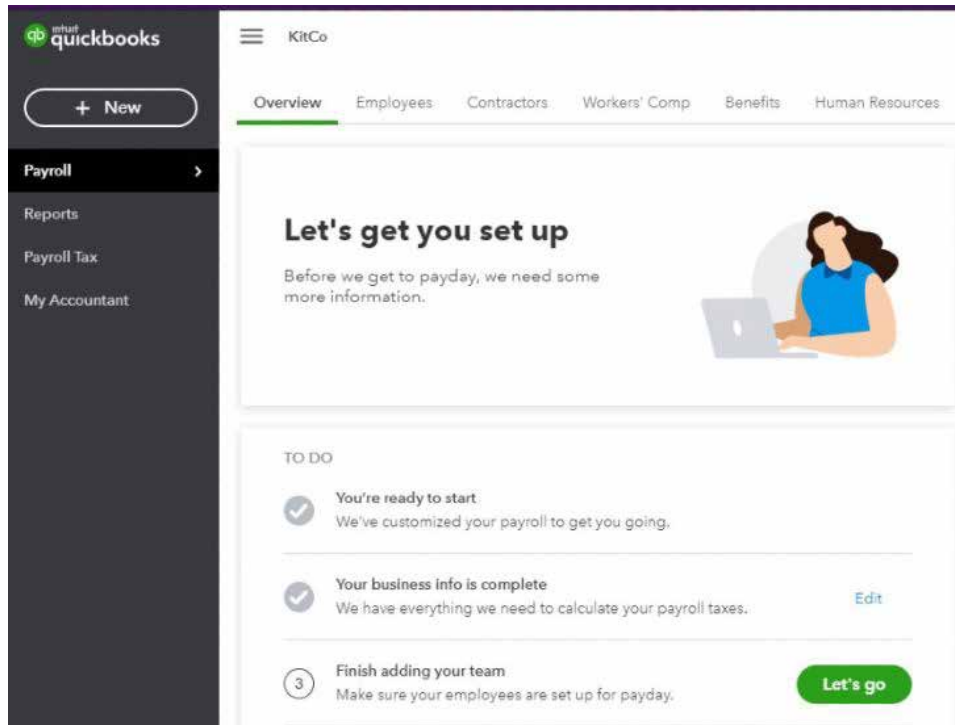 qb intuit
quickbooks
KitCo
+ New
Overview Employees Contractors Workers' Comp Benefits Human Resources
Payroll >
Reports
Payroll Tax
My Accountant
Let's get you set up
Before we get to payday, we need some
more information.
TO DO
You're ready to start
We've customized your payroll to get you going.
Your business info is complete
We have everything we need to calculate your payroll taxes.
Edit
3
Finish adding your team
Make sure your employees are set up for payday.
Let's go